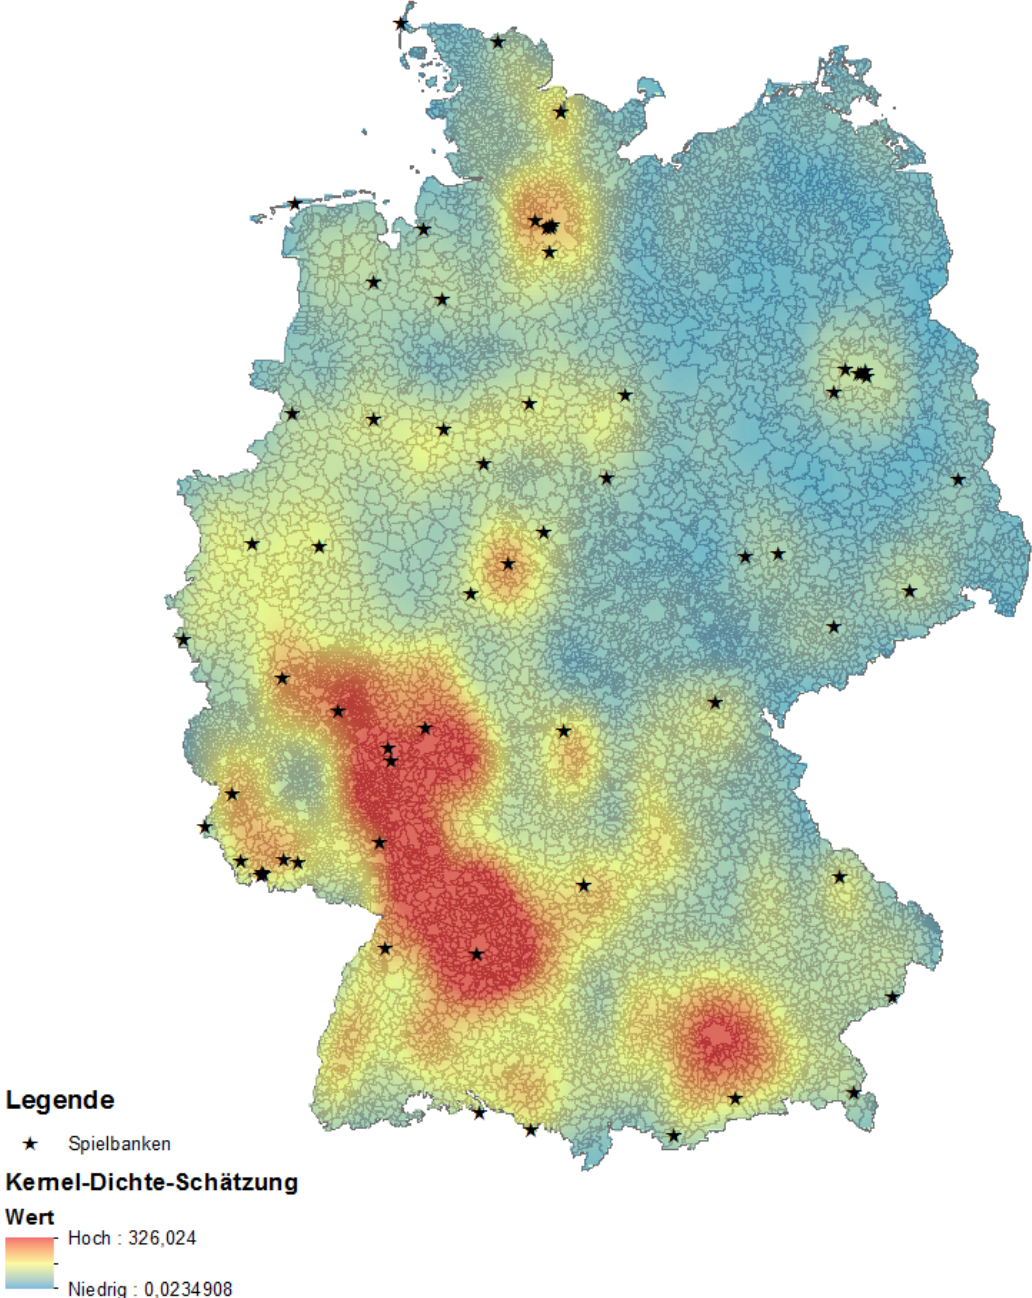 Legende
Spielbanken
Kernel-Dichte-Schätzung
Wert
Hoch : 326,024
Niedrig : 0,0234908